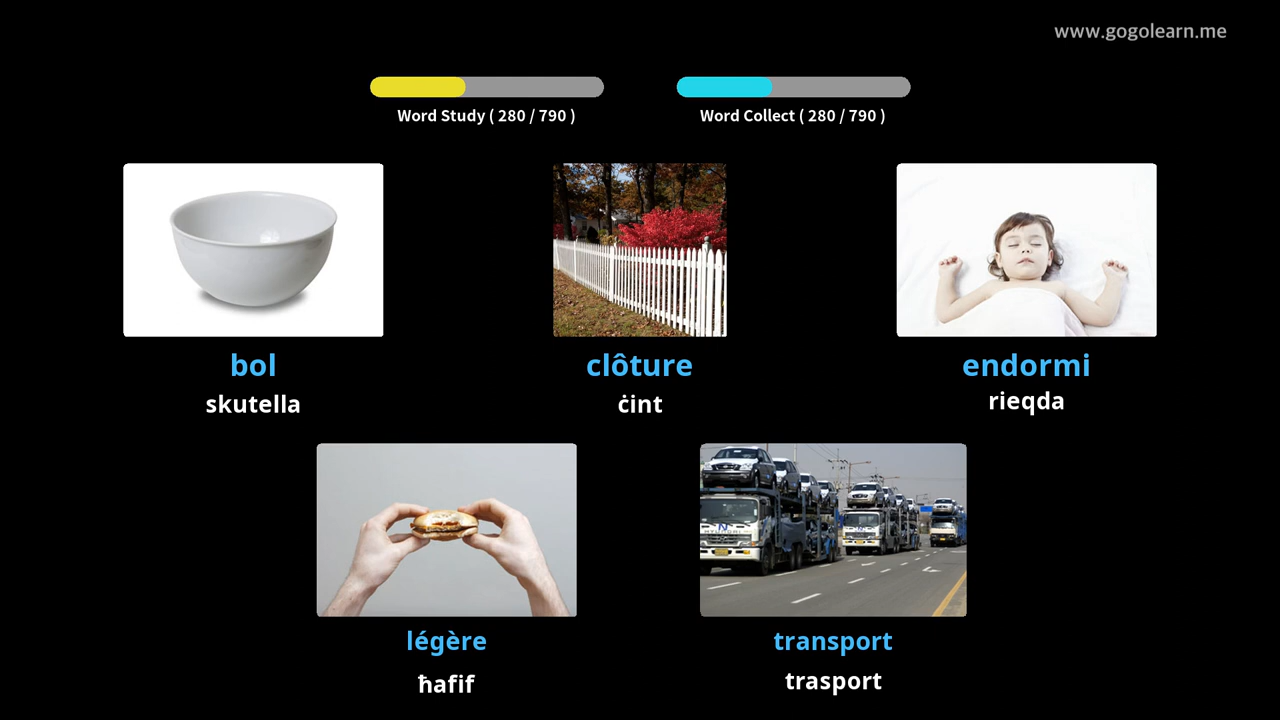 www.gogolearn.me
Word Study ( 280 / 790 )
Word Collect ( 280 / 790 )
bol
skutella
clôture
ċint
endormi
rieqda
légère
ħafif
transport
trasport